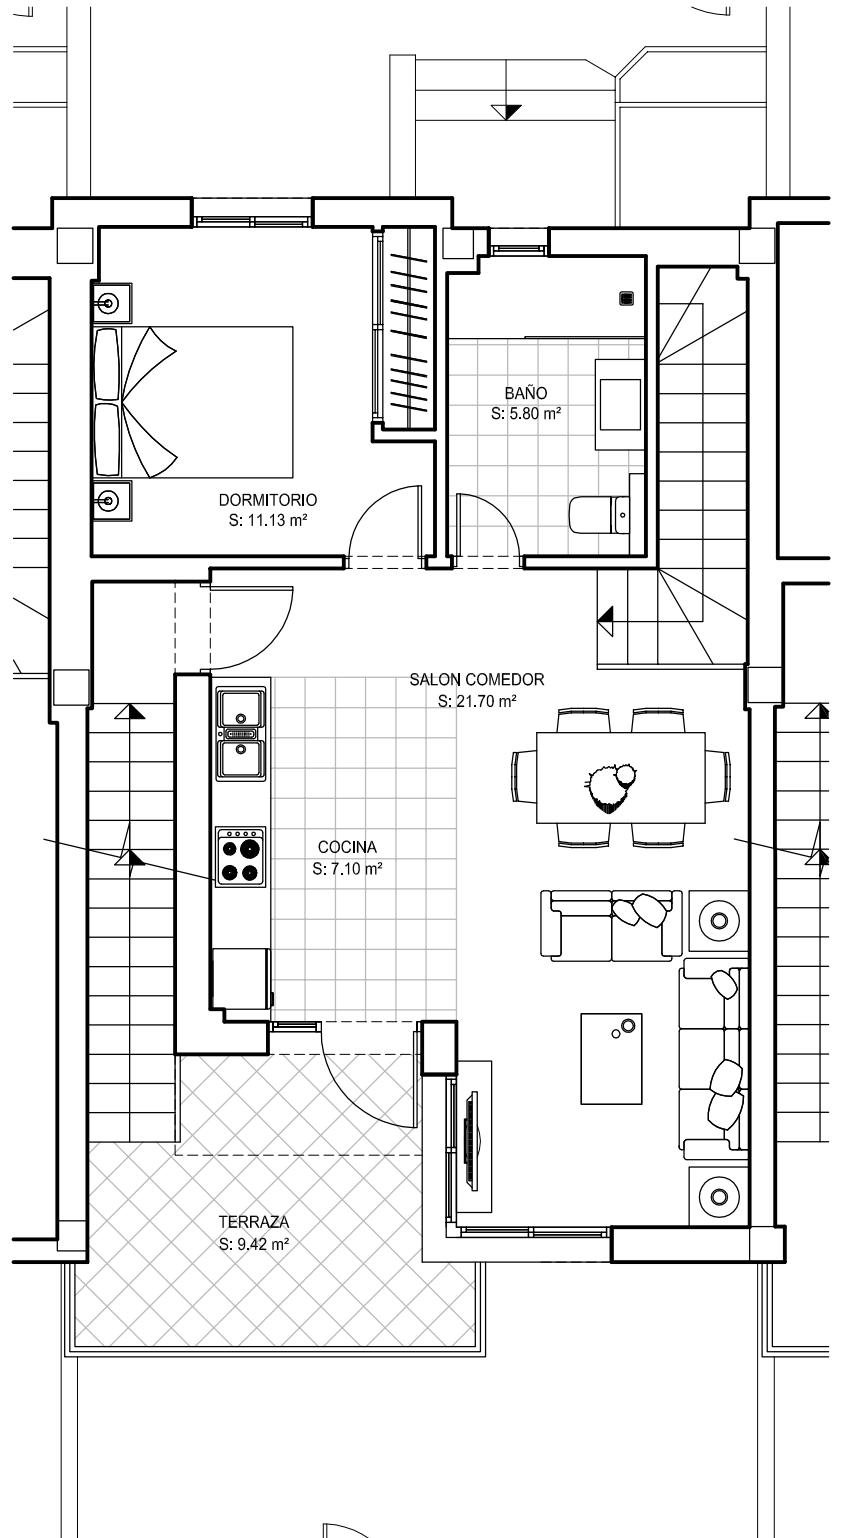 BAÑO
S: 5.80 m²
DORMITORIO
S: 11.13 m²
SALON COMEDOR
S: 21.70 m²
COCINA
S: 7.10 m²
TERRAZA
S: 9.42 m²